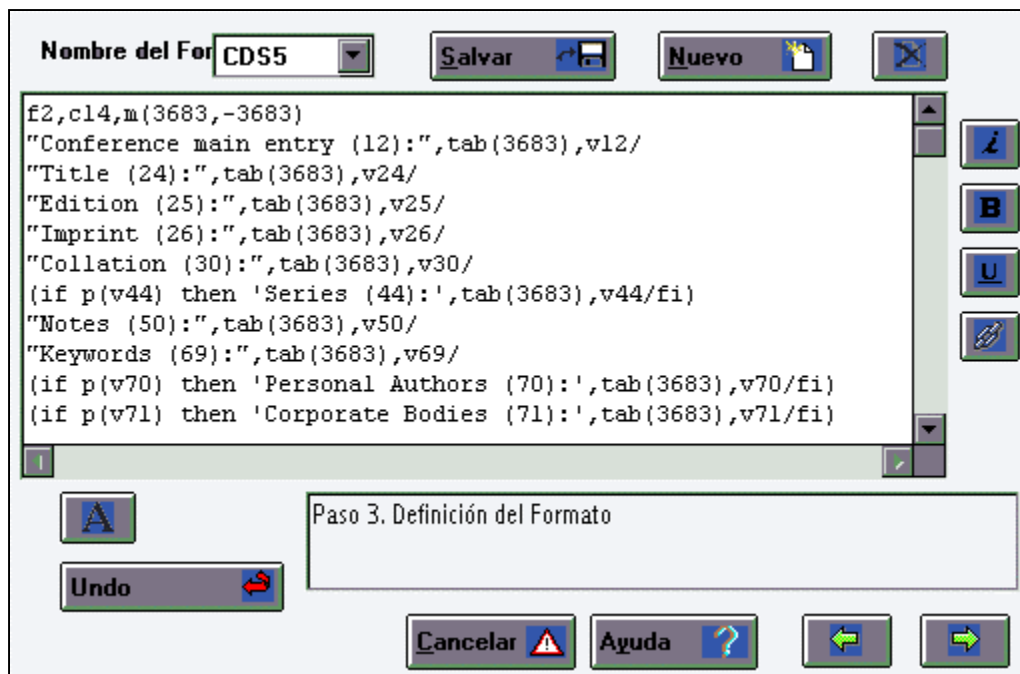 Nombre del For CDS5 Salvar Nuevo
f2,cl4,m(3683,-3683)
"Conference main entry (12):",tab(3683),v12/
"Title (24):",tab(3683),v24/
"Edition (25):",tab(3683),v25/
"Imprint (26):",tab(3683),v26/
"Collation (30):",tab(3683),v30/
(if p(v44) then 'Series (44):',tab(3683),v44/fi)
"Notes (50):",tab(3683),v50/
"Keywords (69):",tab(3683),v69/
(if p(v70) then 'Personal Authors (70):',tab(3683),v70/fi)
(if p(v71) then 'Corporate Bodies (71):',tab(3683),v71/fi)
i
B
U
A
Paso 3. Definición del Formato
Undo
Cancelar Ayuda